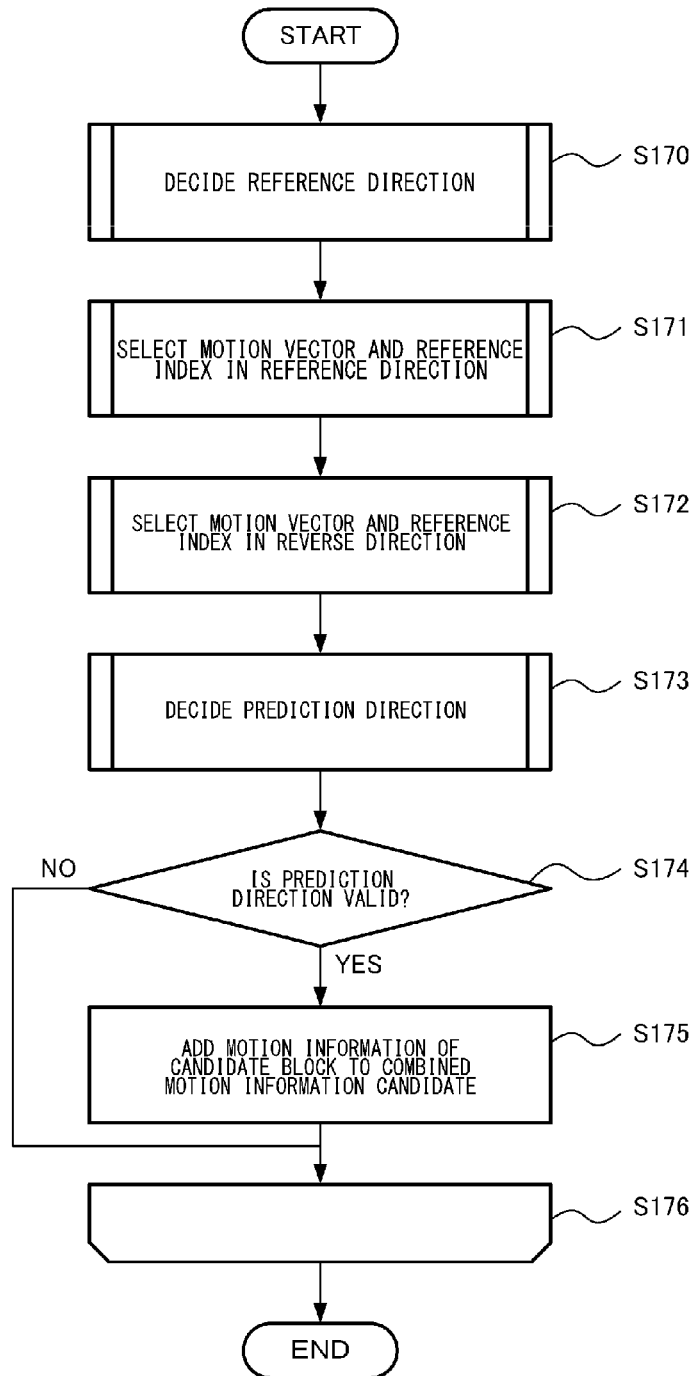 START
DECIDE REFERENCE DIRECTION
S170
SELECT MOTION VECTOR AND REFERENCE
INDEX IN REFERENCE DIRECTION
S171
SELECT MOTION VECTOR AND REFERENCE
INDEX IN REVERSE DIRECTION
S172
DECIDE PREDICTION DIRECTION
S173
NO
IS PREDICTION
DIRECTION VALID?
S174
YES
ADD MOTION INFORMATION OF
CANDIDATE BLOCK TO COMBINED
MOTION INFORMATION CANDIDATE
S175
S176
END